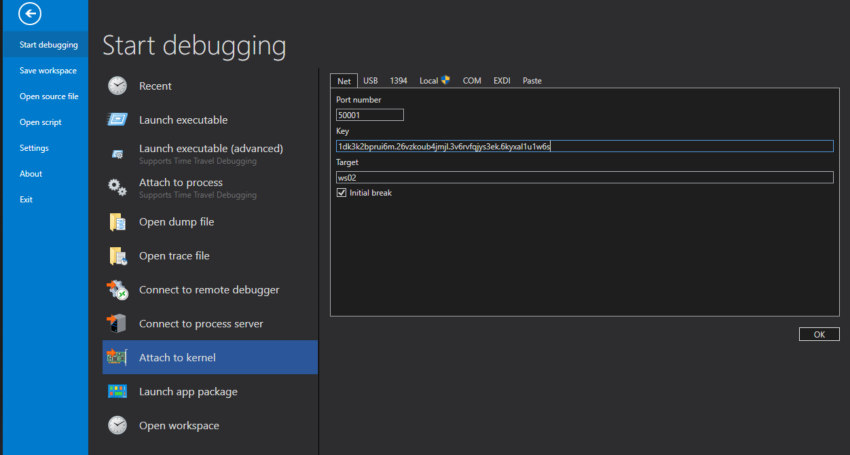 Start debugging
Save workspace
Open source file
Open script
Settings
About
Exit
Start debugging
Recent
Launch executable
Launch executable (advanced)
Supports Time Travel Debugging
Attach to process
Supports Time Travel Debugging
Open dump file
Open trace file
Connect to remote debugger
Connect to process server
Attach to kernel
Launch app package
Open workspace
Net USB 1394 Local COM EXDI Paste
Port number
50001
Key
1dk3k2bprui6m.26vzkoub4jmjl.3v6rvfqjys3ek.6kyxal1u1w6s
Target
ws02
Initial break
OK